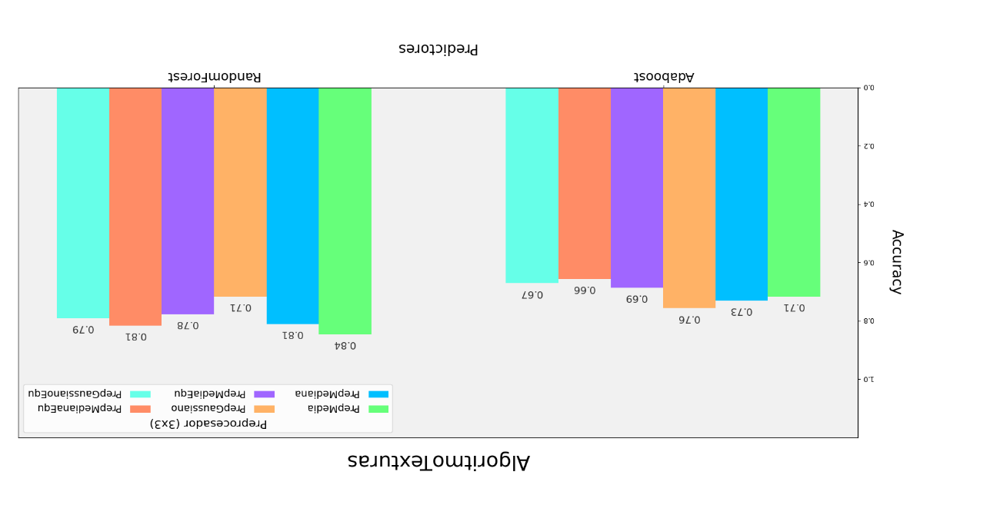 AlgoritmoTexturas
Preprocesador (3x3)
PrepMedia PrepGaussiano PrepMedianaEqu
PrepMediana PrepMediaEqu PrepGaussianoEqu
Accuracy
1.0
0.8
0.6
0.4
0.2
0.0
0.71 0.73 0.76 0.69 0.66 0.67
0.84 0.81 0.71 0.78 0.81 0.79
Adaboost RandomForest
Predictores